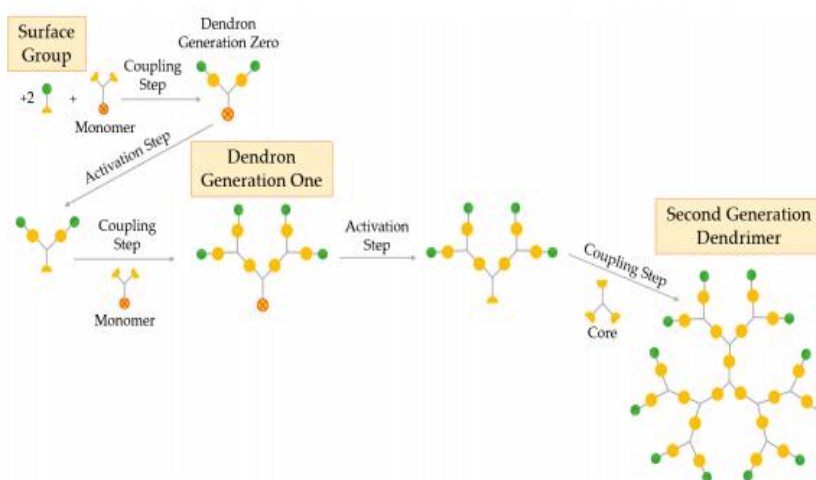 Surface
Group
+2
+
Monomer
Coupling
Step
Dendron
Generation Zero
Activation Step
Coupling
Step
Monomer
Dendron
Generation One
Activation
Step
Coupling Step
Core
Second Generation
Dendrimer